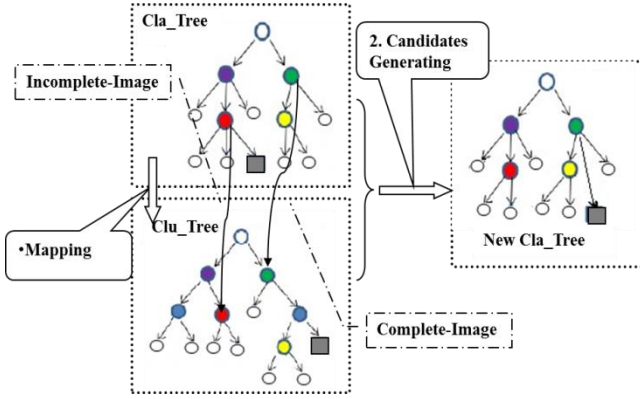 Cla_Tree
2. Candidates
Generating
Incomplete-Image
Clu_Tree
•Mapping
New Cla_Tree
Complete-Image